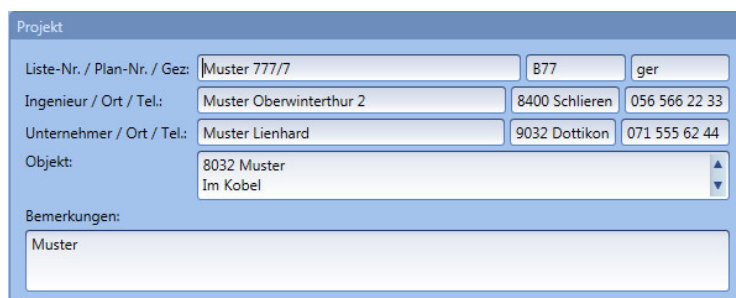 Projekt
Liste-Nr. / Plan-Nr. / Gez: Muster 777/7 B77 ger
Ingenieur / Ort / Tel.: Muster Oberwinterthur 2 8400 Schlieren 056 566 22 33
Unternehmer / Ort / Tel.: Muster Lienhard 9032 Dottikon 071 555 62 44
Objekt: 8032 Muster
Im Kobel
Bemerkungen:
Muster